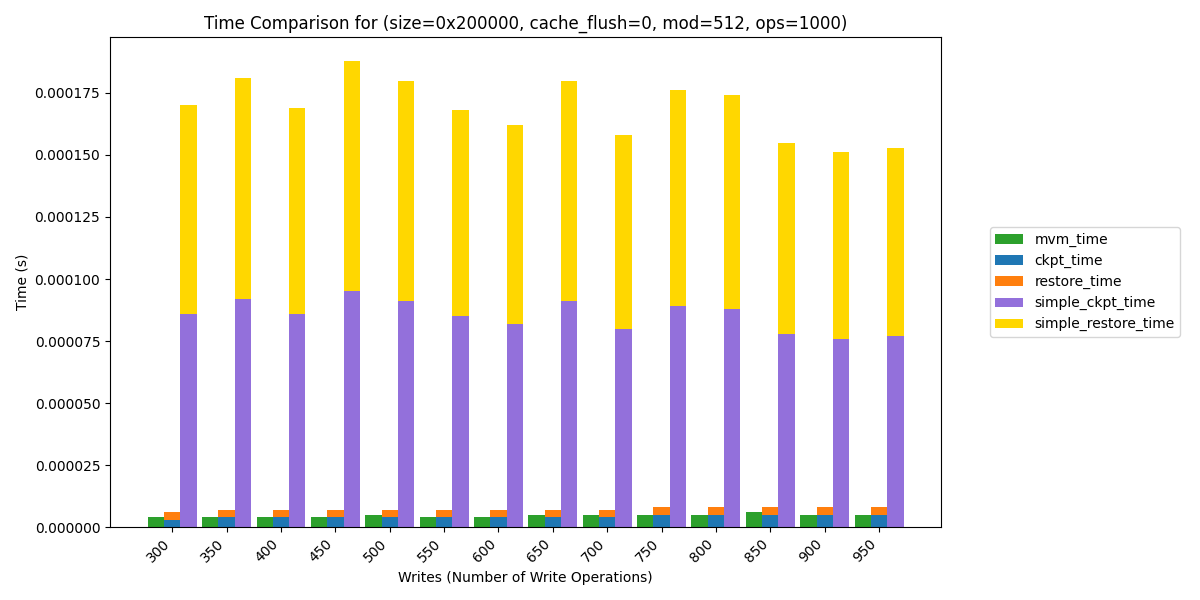 Time Comparison for (size=0x200000, cache_flush=0, mod=512, ops=1000)
Time (s)
0.000175
0.000150
0.000125
0.000100
0.000075
0.000050
0.000025
0.000000
300
350
400
450
500
550
600
650
700
750
800
850
900
950
Writes (Number of Write Operations)
mvm_time
ckpt_time
restore_time
simple_ckpt_time
simple_restore_time